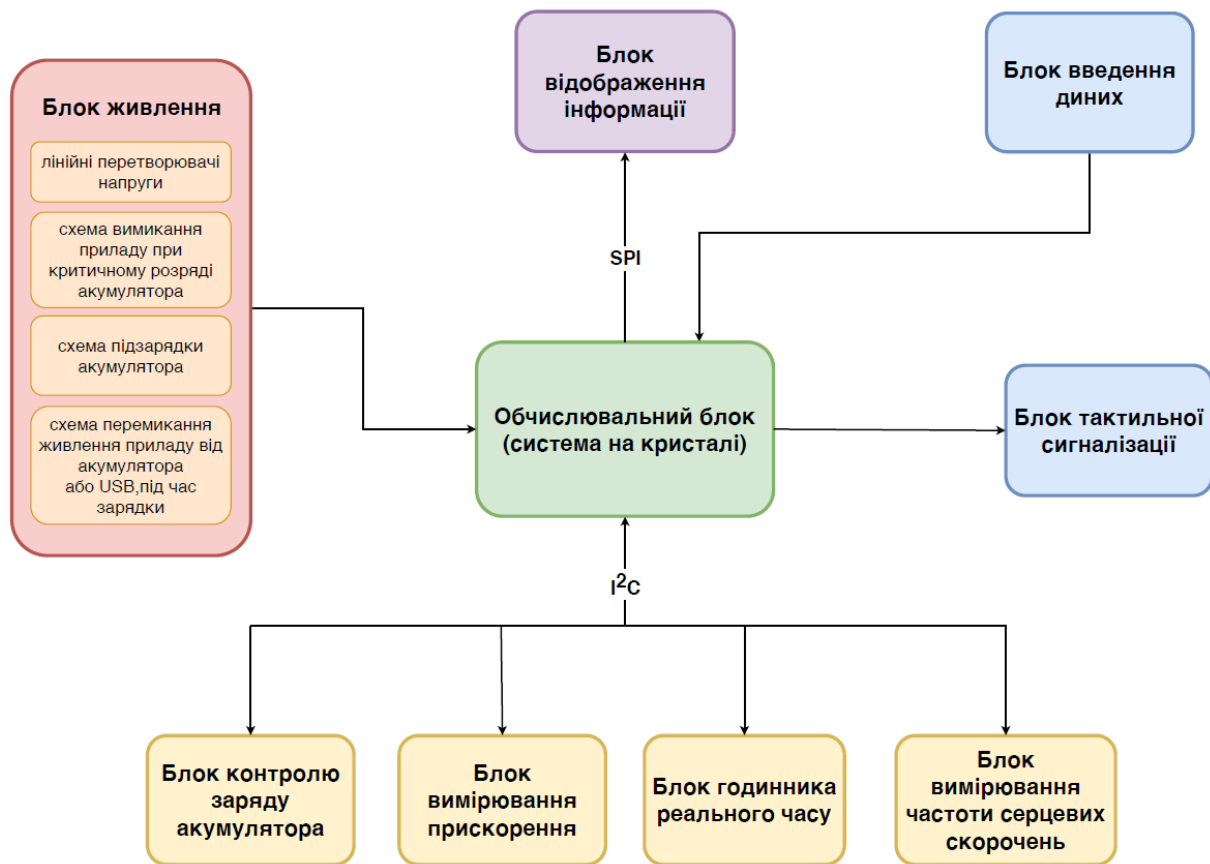 Блок живлення
лінійні перетворювачі
напруги
схема вимикання
приладу при
критичному розряді
акумулятора
схема підзарядки
акумулятора
схема перемикання
живлення приладу від
акумулятора
або USB,під час
зарядки
Блок
відображення
інформації
Блок введення
диних
SPI
Обчислювальний блок
(система на кристалі)
Блок тактильної
сигналізації
I²C
Блок контролю
заряду
акумулятора
Блок
вимірювання
прискорення
Блок годинника
реального часу
Блок
вимірювання
частоти серцевих
скорочень